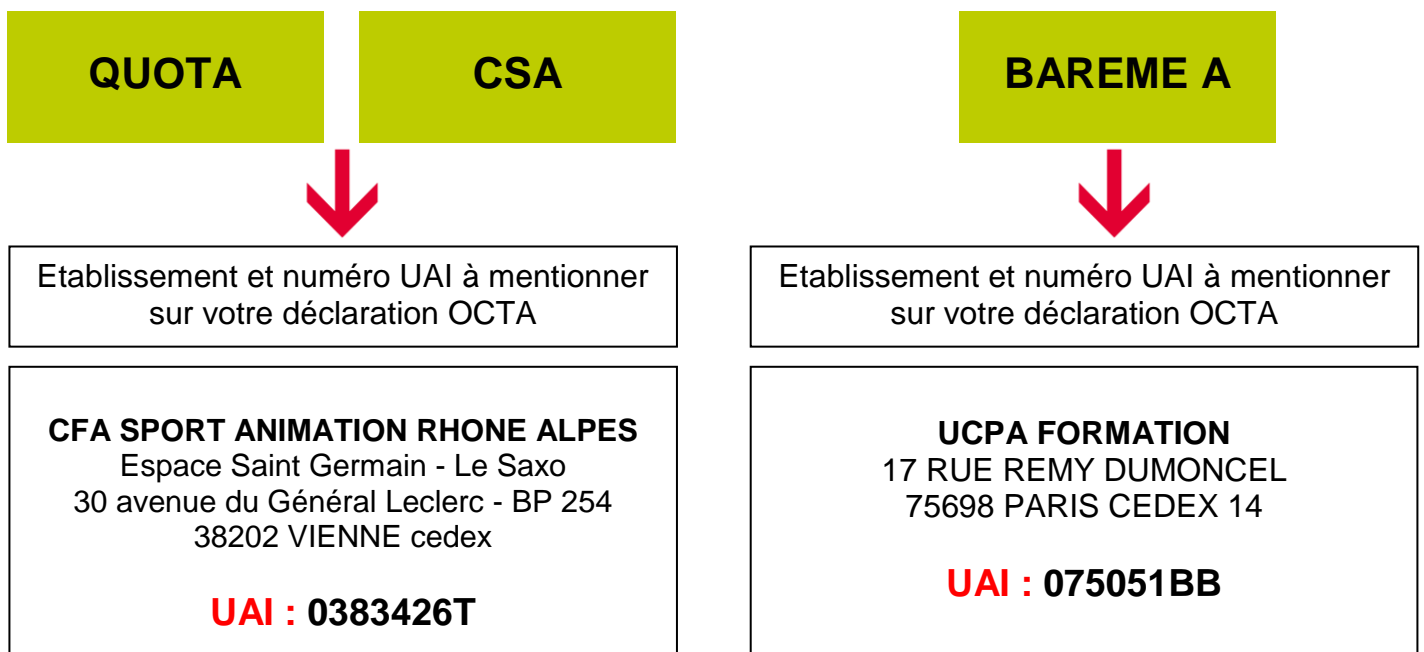 QUOTA
CSA
BAREME A
Etablissement et numéro UAI à mentionner
sur votre déclaration OCTA
Etablissement et numéro UAI à mentionner
sur votre déclaration OCTA
CFA SPORT ANIMATION RHONE ALPES
Espace Saint Germain - Le Saxo
30 avenue du Général Leclerc - BP 254
38202 VIENNE cedex
UAI : 0383426T
UCPA FORMATION
17 RUE REMY DUMONCEL
75698 PARIS CEDEX 14
UAI : 075051BB